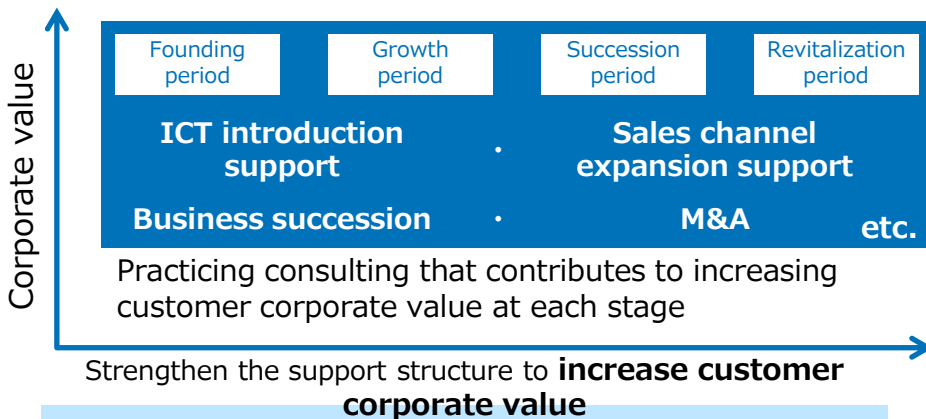 Corporate value
Founding
period
Growth
period
Succession
period
Revitalization
period
ICT introduction
support
・
Sales channel
expansion support
Business succession
・
M&A
etc.
Practicing consulting that contributes to increasing
customer corporate value at each stage
Strengthen the support structure to increase customer
corporate value